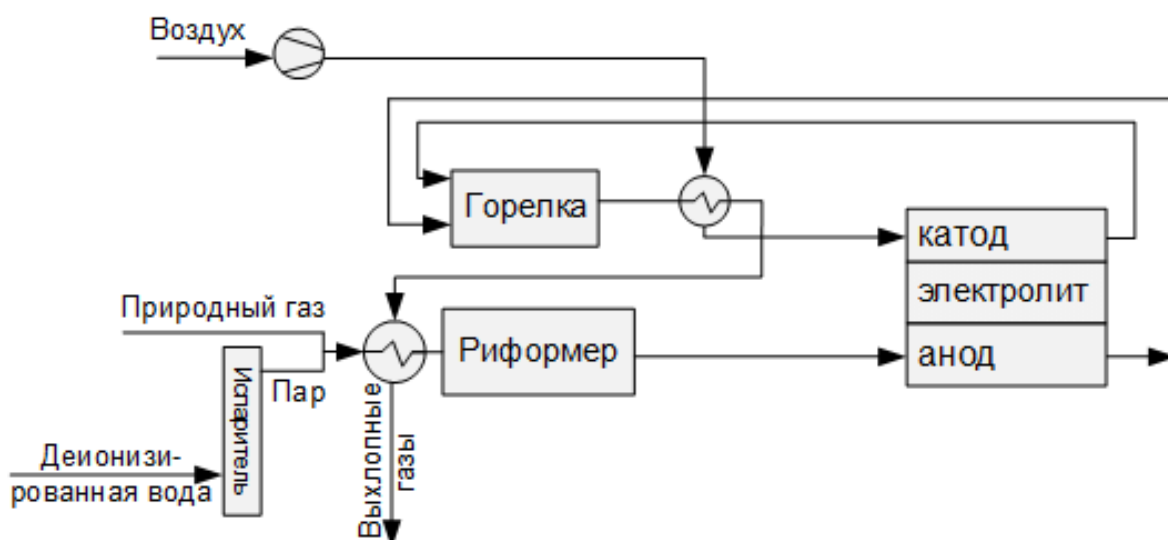 Воздух
Горелка
катод
электролит
анод
Природный газ
Риформер
Пар
Испаритель
Деионизи-
рованная вода
Выхлопные
газы